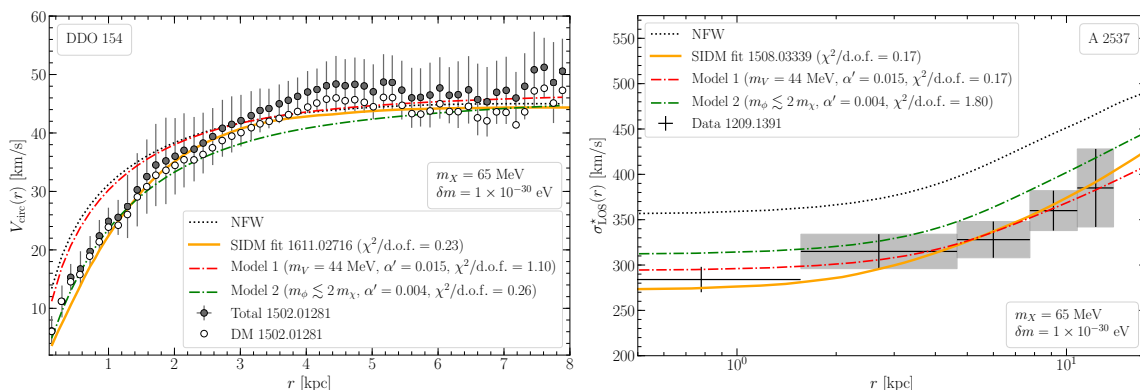 60
50
40
30
20
10
V_circ(r) [km/s]
DDO 154
m_X = 65 MeV
δm = 1 × 10^{-30} eV
NFW
SIDM fit 1611.02716 (χ²/d.o.f. = 0.23)
Model 1 (m_V = 44 MeV, α′ = 0.015, χ²/d.o.f. = 1.10)
Model 2 (m_ϕ ≲ 2 m_χ, α′ = 0.004, χ²/d.o.f. = 0.26)
Total 1502.01281
DM 1502.01281
1 2 3 4 5 6 7 8
r [kpc]
550
500
450
400
350
300
250
200
σ*_LOS(r) [km/s]
NFW
SIDM fit 1508.03339 (χ²/d.o.f. = 0.17)
Model 1 (m_V = 44 MeV, α′ = 0.015, χ²/d.o.f. = 0.17)
Model 2 (m_ϕ ≲ 2 m_χ, α′ = 0.004, χ²/d.o.f. = 1.80)
Data 1209.1391
A 2537
m_X = 65 MeV
δm = 1 × 10^{-30} eV
10^0 10^1
r [kpc]